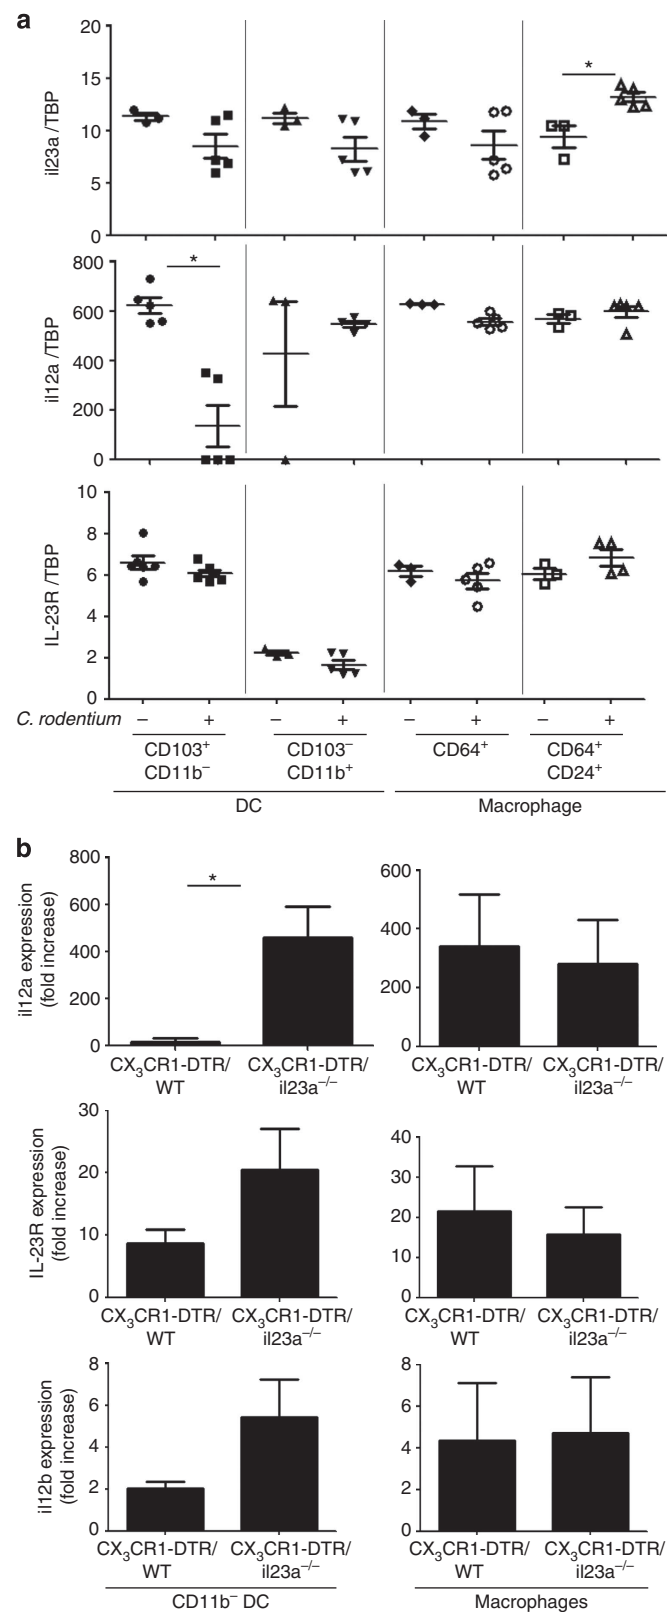 a
il23a /TBP
20
15
10
5
0
*
il12a /TBP
800
600
400
200
0
*
IL-23R /TBP
10
8
6
4
2
0
C. rodentium – + – + – + – +
CD103⁺ CD103⁻ CD64⁺ CD64⁺
CD11b⁻ CD11b⁺ CD24⁺
DC Macrophage
b
il12a expression
(fold increase)
800
600
400
200
0
*
CX₃CR1-DTR/ CX₃CR1-DTR/
WT il23a⁻/⁻
600
400
200
0
CX₃CR1-DTR/ CX₃CR1-DTR/
WT il23a⁻/⁻
IL-23R expression
(fold increase)
30
20
10
0
CX₃CR1-DTR/ CX₃CR1-DTR/
WT il23a⁻/⁻
40
30
20
10
0
CX₃CR1-DTR/ CX₃CR1-DTR/
WT il23a⁻/⁻
il12b expression
(fold increase)
8
6
4
2
0
CX₃CR1-DTR/ CX₃CR1-DTR/
WT il23a⁻/⁻
CD11b⁻ DC
8
6
4
2
0
CX₃CR1-DTR/ CX₃CR1-DTR/
WT il23a⁻/⁻
Macrophages